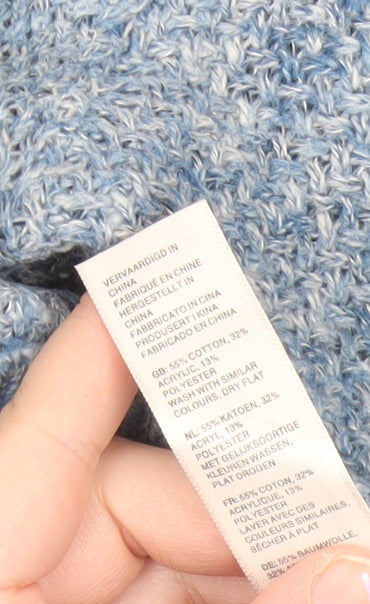 VERVAARDIGD IN
CHINA
FABRIQUÉ EN CHINE
HERGESTELLT IN
CHINA
FABBRICATO IN CINA
PRODUSERT I KINA
FABRICADO EN CHINA
GB: 55% COTTON, 32%
ACRYLIC, 13%
POLYESTER
WASH WITH SIMILAR
COLOURS, DRY FLAT
NL: 55% KATOEN, 32%
ACRYL, 13%
POLYESTER
MET GELIJKSOORTIGE
KLEUREN WASSEN,
PLAT DROGEN
FR: 55% COTON, 32%
ACRYLIQUE, 13%
POLYESTER
LAVER AVEC DES
COULEURS SIMILAIRES,
SÉCHER À PLAT
DE: 55% BAUMWOLLE,
32%